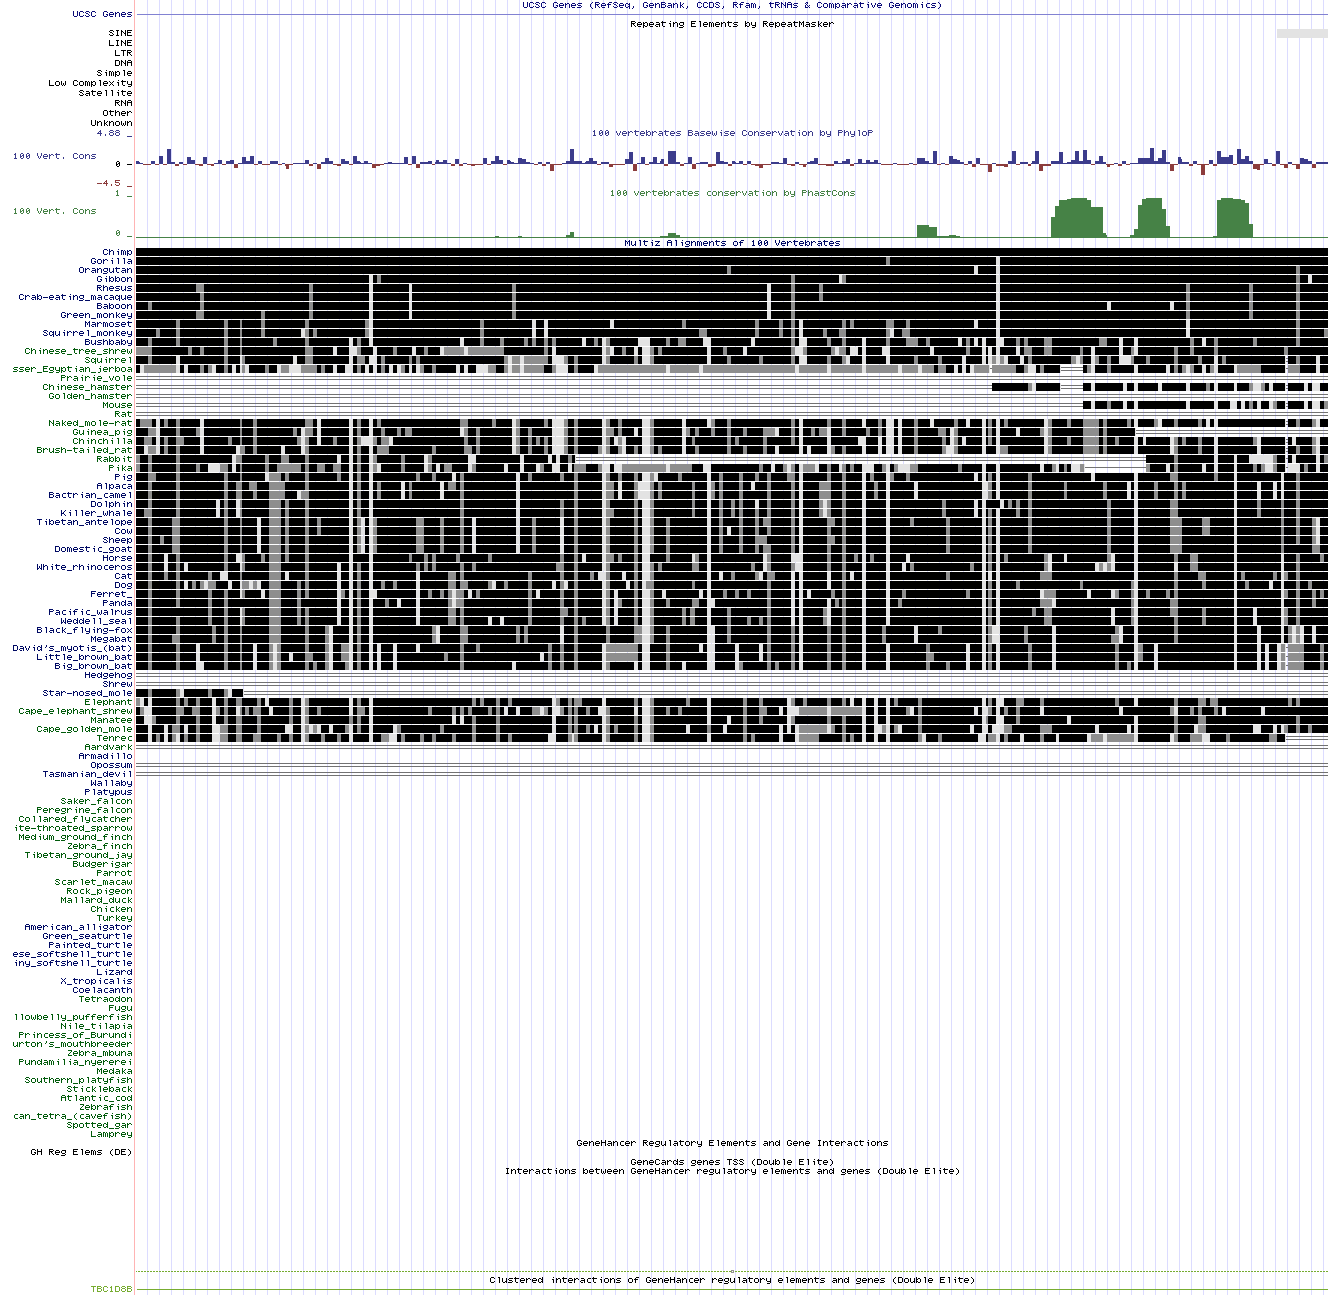 UCSC Genes (RefSeq, GenBank, CCDS, Rfam, tRNAs & Comparative Genomics)
UCSC Genes
Repeating Elements by RepeatMasker
SINE
LINE
LTR
DNA
Simple
Low Complexity
Satellite
RNA
Other
Unknown
100 vertebrates Basewise Conservation by PhyloP
4.88 _
100 Vert. Cons
0 _
-4.5 _
100 vertebrates conservation by PhastCons
1 _
100 Vert. Cons
0 _
Multiz Alignments of 100 Vertebrates
Chimp
Gorilla
Orangutan
Gibbon
Rhesus
Crab-eating_macaque
Baboon
Green_monkey
Marmoset
Squirrel_monkey
Bushbaby
Chinese_tree_shrew
Squirrel
sser_Egyptian_jerboa
Prairie_vole
Chinese_hamster
Golden_hamster
Mouse
Rat
Naked_mole-rat
Guinea_pig
Chinchilla
Brush-tailed_rat
Rabbit
Pika
Pig
Alpaca
Bactrian_camel
Dolphin
Killer_whale
Tibetan_antelope
Cow
Sheep
Domestic_goat
Horse
White_rhinoceros
Cat
Dog
Ferret_
Panda
Pacific_walrus
Weddell_seal
Black_flying-fox
Megabat
David's_myotis_(bat)
Little_brown_bat
Big_brown_bat
Hedgehog
Shrew
Star-nosed_mole
Elephant
Cape_elephant_shrew
Manatee
Cape_golden_mole
Tenrec
Aardvark
Armadillo
Opossum
Tasmanian_devil
Wallaby
Platypus
Saker_falcon
Peregrine_falcon
Collared_flycatcher
ite-throated_sparrow
Medium_ground_finch
Zebra_finch
Tibetan_ground_jay
Budgerigar
Parrot
Scarlet_macaw
Rock_pigeon
Mallard_duck
Chicken
Turkey
American_alligator
Green_seaturtle
Painted_turtle
ese_softshell_turtle
iny_softshell_turtle
Lizard
X_tropicalis
Coelacanth
Tetraodon
Fugu
llowbelly_pufferfish
Nile_tilapia
Princess_of_Burundi
urton's_mouthbreeder
Zebra_mbuna
Pundamilia_nyererei
Medaka
Southern_platyfish
Stickleback
Atlantic_cod
Zebrafish
can_tetra_(cavefish)
Spotted_gar
Lamprey
GeneHancer Regulatory Elements and Gene Interactions
GH Reg Elems (DE)
GeneCards genes TSS (Double Elite)
Interactions between GeneHancer regulatory elements and genes (Double Elite)
Clustered interactions of GeneHancer regulatory elements and genes (Double Elite)
TBC1D8B